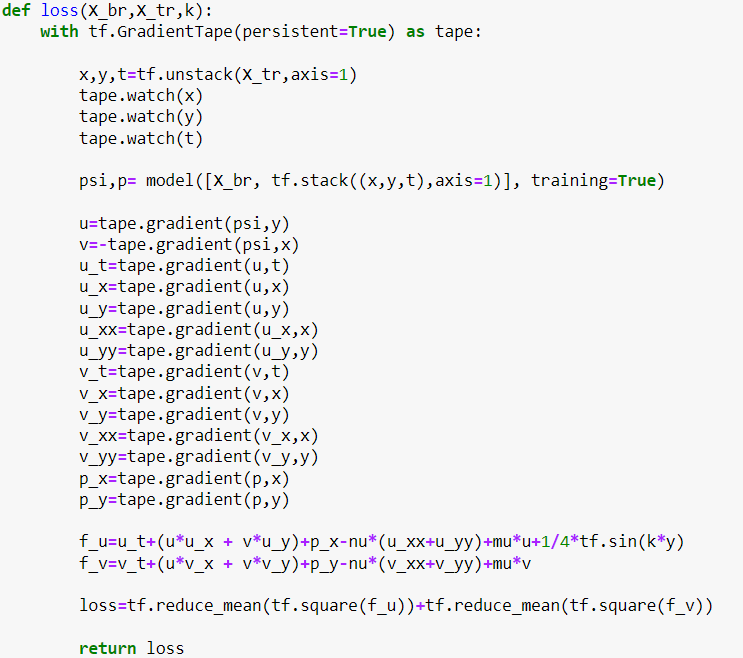 def loss(X_br,X_tr,k):
    with tf.GradientTape(persistent=True) as tape:
        x,y,t=tf.unstack(X_tr,axis=1)
        tape.watch(x)
        tape.watch(y)
        tape.watch(t)
        psi,p= model([X_br, tf.stack((x,y,t),axis=1)], training=True)
        u=tape.gradient(psi,y)
        v=-tape.gradient(psi,x)
        u_t=tape.gradient(u,t)
        u_x=tape.gradient(u,x)
        u_y=tape.gradient(u,y)
        u_xx=tape.gradient(u_x,x)
        u_yy=tape.gradient(u_y,y)
        v_t=tape.gradient(v,t)
        v_x=tape.gradient(v,x)
        v_y=tape.gradient(v,y)
        v_xx=tape.gradient(v_x,x)
        v_yy=tape.gradient(v_y,y)
        p_x=tape.gradient(p,x)
        p_y=tape.gradient(p,y)
        f_u=u_t+(u*u_x + v*u_y)+p_x-nu*(u_xx+u_yy)+mu*u+1/4*tf.sin(k*y)
        f_v=v_t+(u*v_x + v*v_y)+p_y-nu*(v_xx+v_yy)+mu*v
        loss=tf.reduce_mean(tf.square(f_u))+tf.reduce_mean(tf.square(f_v))
        return loss